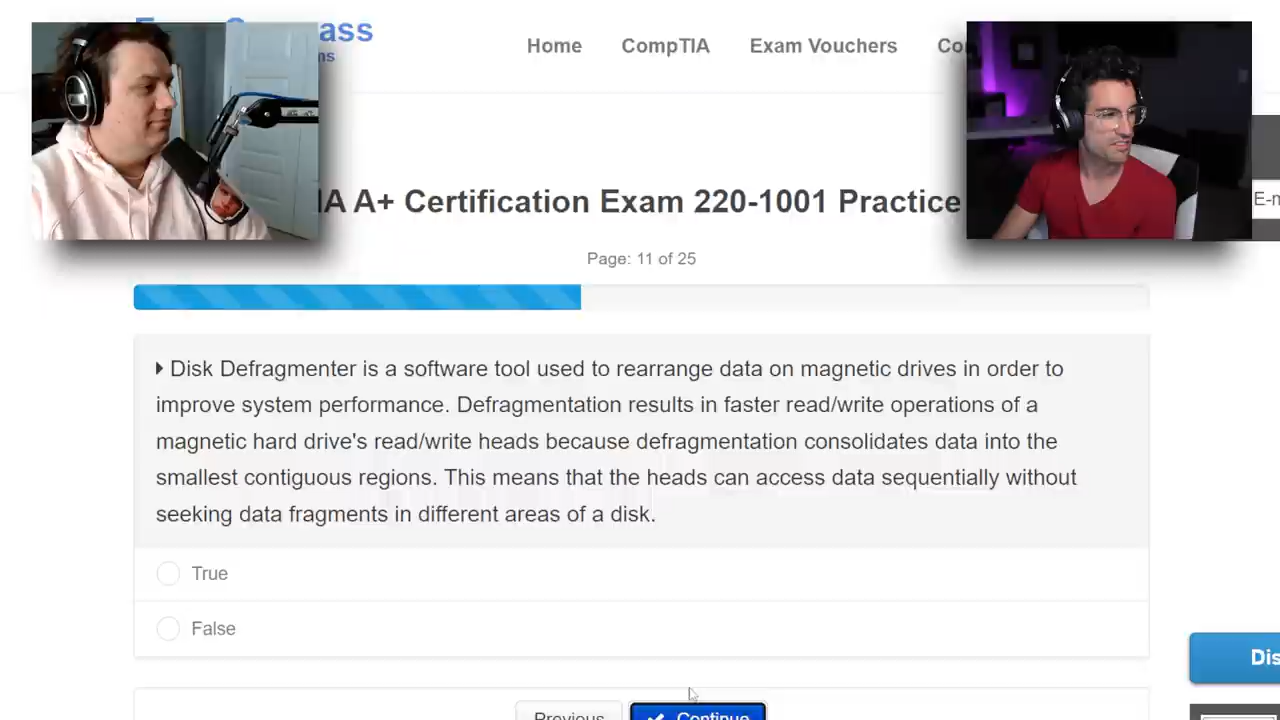 ass
ms
Home CompTIA Exam Vouchers Co
IA A+ Certification Exam 220-1001 Practice
E-m
Page: 11 of 25
Disk Defragmenter is a software tool used to rearrange data on magnetic drives in order to
improve system performance. Defragmentation results in faster read/write operations of a
magnetic hard drive's read/write heads because defragmentation consolidates data into the
smallest contiguous regions. This means that the heads can access data sequentially without
seeking data fragments in different areas of a disk.
True
False
Dis
Previous Continue